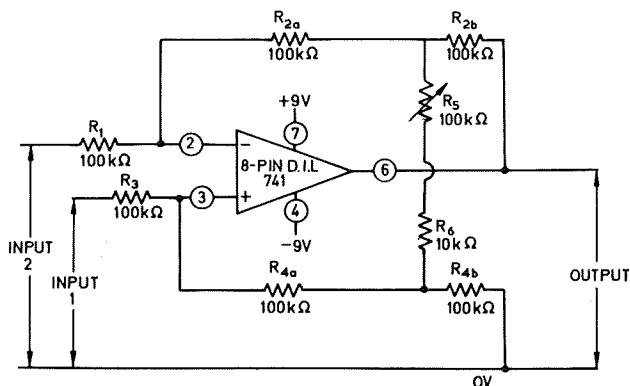 R2a
100kΩ
R2b
100kΩ
+9V
R5
100kΩ
R1
100kΩ
2
−
7
8-PIN D.I.L
741
6
R3
100kΩ
3
+
4
−9V
R6
10kΩ
INPUT
2
INPUT
1
R4a
100kΩ
R4b
100kΩ
OUTPUT
OV